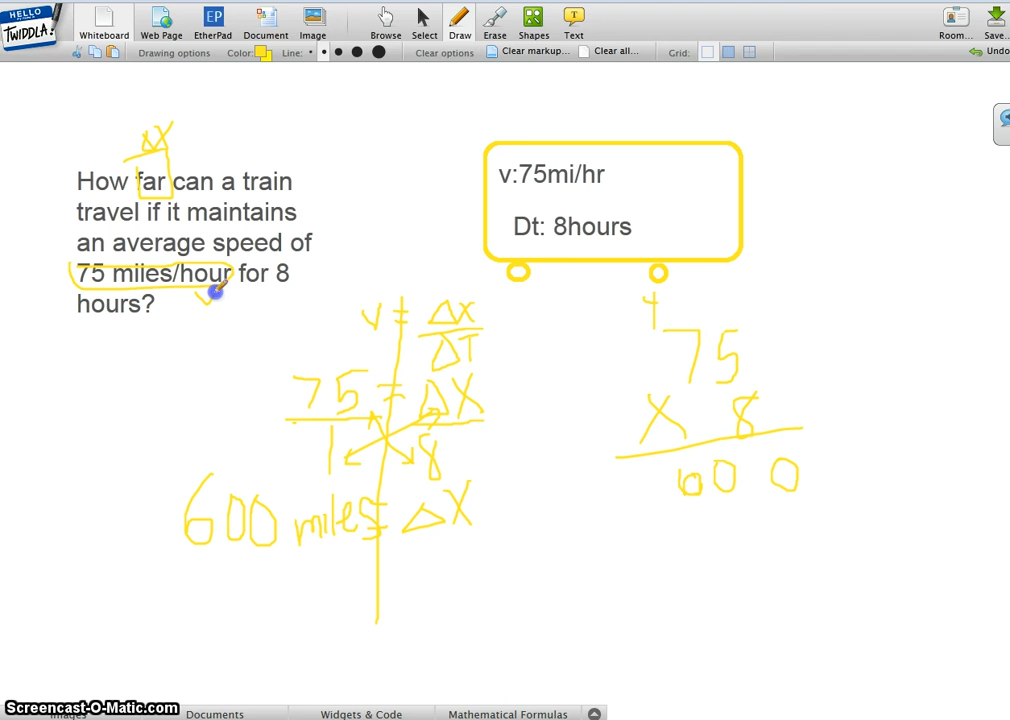 HELLO
TWIDDLA!
Whiteboard
EP
Web Page
EtherPad
Document
Image
Browse
Select
Draw
Erase
Shapes
T
Text
Room...
Save...
Drawing options
Color:
Line:
Clear options
Clear markup...
Clear all...
Grid:
Undo
ΔX
How far can a train
travel if it maintains
an average speed of
75 miles/hour for 8
hours?
v:75mi/hr
Dt: 8hours
V = ΔX
ΔT
75 = ΔX
1 8
600 miles = ΔX
4
75
X 8
600
Screencast-O-Matic.com
Images
Documents
Widgets & Code
Mathematical Formulas